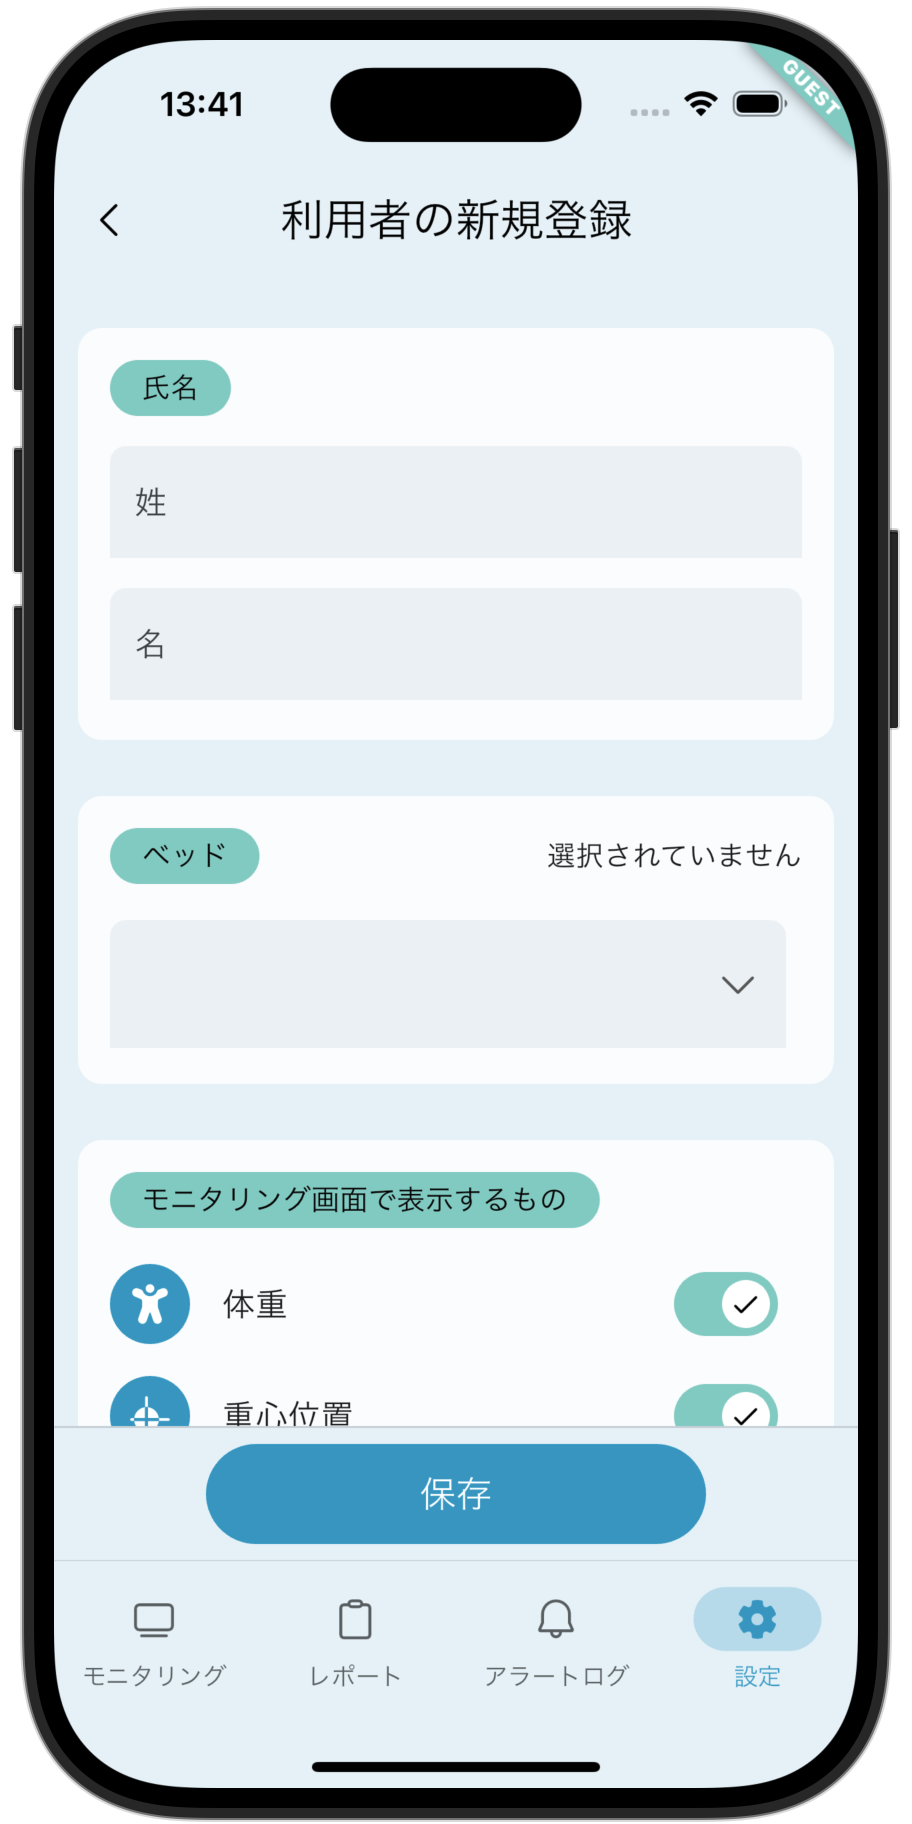 13:41
GUEST
利用者の新規登録
氏名
姓
名
ベッド
選択されていません
モニタリング画面で表示するもの
体重
重心位置
保存
モニタリング
レポート
アラートログ
設定